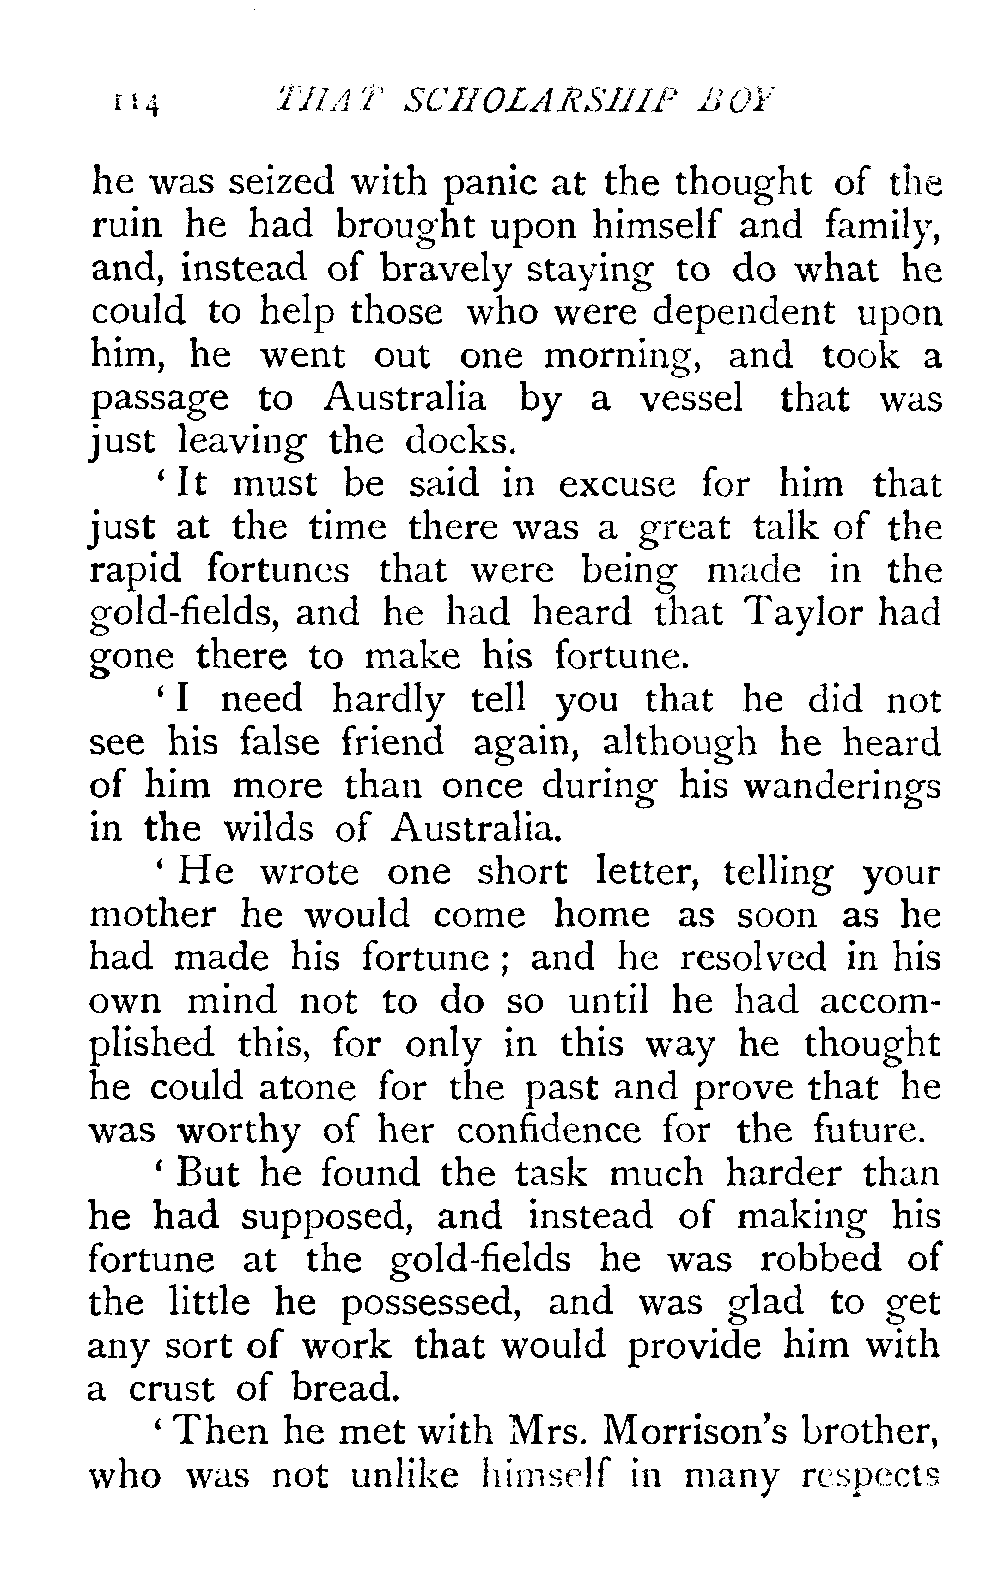 114 THAT SCHOLARSHIP BOY
he was seized with panic at the thought of the
ruin he had brought upon himself and family,
and, instead of bravely staying to do what he
could to help those who were dependent upon
him, he went out one morning, and took a
passage to Australia by a vessel that was
just leaving the docks.
‘ It must be said in excuse for him that
just at the time there was a great talk of the
rapid fortunes that were being made in the
gold-fields, and he had heard that Taylor had
gone there to make his fortune.
‘ I need hardly tell you that he did not
see his false friend again, although he heard
of him more than once during his wanderings
in the wilds of Australia.
‘ He wrote one short letter, telling your
mother he would come home as soon as he
had made his fortune ; and he resolved in his
own mind not to do so until he had accom-
plished this, for only in this way he thought
he could atone for the past and prove that he
was worthy of her confidence for the future.
‘ But he found the task much harder than
he had supposed, and instead of making his
fortune at the gold-fields he was robbed of
the little he possessed, and was glad to get
any sort of work that would provide him with
a crust of bread.
‘ Then he met with Mrs. Morrison’s brother,
who was not unlike himself in many respects